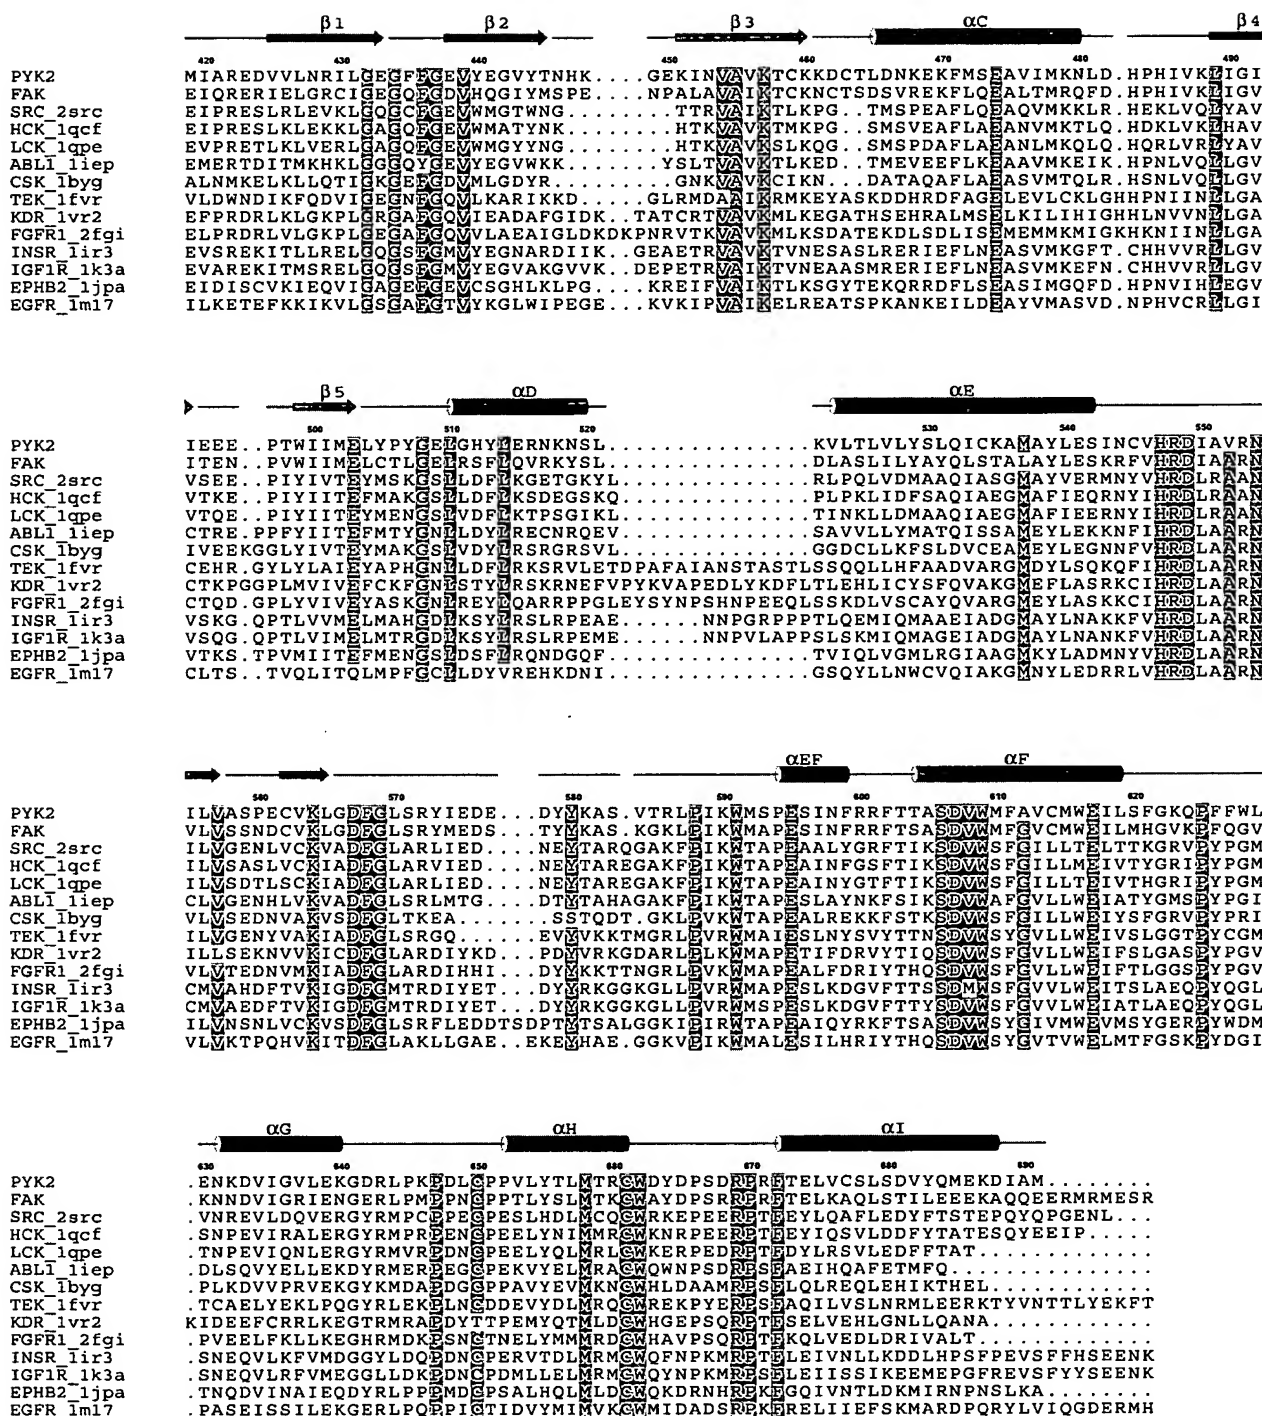 β1 β2 β3 αC β4
420 430 440 450 460 470 480 490
PYK2 MIAREDVVLNRILGEGFFGEVYEGVYTNHK....GEKINVAVKTCKKDCTLDNKEKFMSEAVIMKNLD.HPHIVKLIGI
FAK EIQRERIELGRCIGEGQFGDVHQGIYMSPE....NPALAVAIKTCKNCTSDSVREKFLQEALTMRQFD.HPHIVKLIGV
SRC_2src EIPRESLRLEVKLGQGCFGEVWMGTWNG........TTRVAIKTLKPG..TMSPEAFLQEAQVMKKLR.HEKLVQLYAV
HCK_1qcf EIPRESLKLEKKLGAGQFGEVWMATYNK........HTKVAVKTMKPG..SMSVEAFLAEANVMKTLQ.HDKLVKLHAV
LCK_1qpe EVPRETLKLVERLGAGQFGEVWMGYYNG........HTKVAVKSLKQG..SMSPDAFLAEANLMKQLQ.HQRLVRLYAV
ABL1_1iep EMERTDITMKHKLGGGQYGEVYEGVWKK.......YSLTVAVKTLKED..TMEVEEFLKEAAVMKEIK.HPNLVQLLGV
CSK_1byg ALNMKELKLLQTIGKGEFGDVMLGDYR.........GNKVAVKCIKN...DATAQAFLAEASVMTQLR.HSNLVQLLGV
TEK_1fvr VLDWNDIKFQDVIGEGNFGQVLKARIKKD.....GLRMDAAIKRMKEYASKDDHRDFAGELEVLCKLGHHPNIINLLGA
KDR_1vr2 EFPRDRLKLGKPLGRGAFGQVIEADAFGIDK...TATCRTVAVKMLKEGATHSEHRALMSELKILIHIGHHLNVVNLLGA
FGFR1_2fgi ELPRDRLVLGKPLGEGAFGQVVLAEAIGLDKDKPNRVTKVAVKMLKSDATEKDLSDLISEMEMMKMIGKHKNIINLLGA
INSR_1ir3 EVSREKITLLRELGQGSFGMVYEGNARDIIK...GEAETRVAVKTVNESASLRERIEFLNEASVMKGFT.CHHVVRLLGV
IGF1R_1k3a EVAREKITMSRELGQGSFGMVYEGVAKGVVK...DEPETRVAIKTVNEAASMRERIEFLNEASVMKEFN.CHHVVRLLGV
EPHB2_1jpa EIDISCVKIEQVIGAGEFGEVCSGHLKLPG....KREIFVAIKTLKSGYTEKQRRDFLSEASIMGQFD.HPNVIHLEGV
EGFR_1m17 ILKETEFKKIKVLGSGAFGTVYKGLWIPEGE...KVKIPVAIKELREATSPKANKEILDEAYVMASVD.NPHVCRLLGI
β5 αD αE
500 510 520 530 540 550
PYK2 IEEE..PTWIIMELYPYGELGHYLERNKNSL..............KVLTLVLYSLQICKAMAYLESINCVHRDIAVRN
FAK ITEN..PVWIIMELCTLGELRSFLQVRKYSL..............DLASLILYAYQLSTALAYLESKRFVHRDIAARN
SRC_2src VSEE..PIYIVTEYMSKGSLLDFLKGETGKYL.............RLPQLVDMAAQIASGMAYVERMNYVHRDLRAAN
HCK_1qcf VTKE..PIYIITEFMAKGSLLDFLKSDEGSKQ.............PLPKLIDFSAQIAEGMAFIEQRNYIHRDLRAAN
LCK_1qpe VTQE..PIYIITEYMENGSLVDFLKTPSGIKL.............TINKLLDMAAQIAEGMAFIEERNYIHRDLRAAN
ABL1_1iep CTRE.PPFYIITEFMTYGNLLDYLRECNRQEV.............SAVVLLYMATQISSAMEYLEKKNFIHRDLAARN
CSK_1byg IVEEKGGLYIVTEYMAKGSLVDYLRSRGRSVL.............GGDCLLKFSLDVCEAMEYLEGNNFVHRDLAARN
TEK_1fvr CEHR.GYLYLAIEYAPHGNLLDFLRKSRVLETDPAFAIANSTASTLSSQQLLHFAADVARGMDYLSQKQFIHRDLAARN
KDR_1vr2 CTKPGGPLMVIVEFCKFGNLSTYLRSKRNEFVPYKVAPEDLYKDFLTLEHLICYSFQVAKGMEFLASRKCIHRDLAARN
FGFR1_2fgi CTQD.GPLYVIVEYASKGNLREYLQARRPPGLEYSYNPSHNPEEQLSSKDLVSCAYQVARGMEYLASKKCIHRDLAARN
INSR_1ir3 VSKG.QPTLVVMELMAHGDLKSYLRSLRPEAE......NNPGRPPPTLQEMIQMAAEIADGMAYLNAKKFVHRDLAARN
IGF1R_1k3a VSQG.QPTLVIMELMTRGDLKSYLRSLRPEME......NNPVLAPPSLSKMIQMAGEIADGMAYLNANKFVHRDLAARN
EPHB2_1jpa VTKS.TPVMIITEFMENGSLDSFLRQNDGQF..............TVIQLVGMLRGIAAGMKYLADMNYVHRDLAARN
EGFR_1m17 CLTS..TVQLITQLMPFGCLLDYVREHKDNI..............GSQYLLNWCVQIAKGMNYLEDRRLVHRDLAARN
αEF αF
560 570 580 590 600 610 620
PYK2 ILVASPECVKLGDFGLSRYIEDE...DYYKAS.VTRLPIKWMSPESINFRRFTTASDVWMFAVCMWEILSFGKQPFFWL
FAK VLVSSNDCVKLGDFGLSRYMEDS...TYYKAS.KGKLPIKWMAPESINFRRFTSASDVWMFGVCMWEILMHGVKPFQGV
SRC_2src ILVGENLVCKVADFGLARLIED....NEYTARQGAKFPIKWTAPEAALYGRFTIKSDVWSFGILLTELTTKGRVPYPGM
HCK_1qcf ILVSASLVCKIADFGLARVIED....NEYTAREGAKFPIKWTAPEAINFGSFTIKSDVWSFGILLMEIVTYGRIPYPGM
LCK_1qpe ILVSDTLSCKIADFGLARLIED....NEYTAREGAKFPIKWTAPEAINYGTFTIKSDVWSFGILLTEIVTHGRIPYPGM
ABL1_1iep CLVGENHLVKVADFGLSRLMTG....DTYTAHAGAKFPIKWTAPESLAYNKFSIKSDVWAFGVLLWEIATYGMSPYPGI
CSK_1byg VLVSEDNVAKVSDFGLTKEA......SSTQDT.GKLPVKWTAPEALREKKFSTKSDVWSFGILLWEIYSFGRVPYPRI
TEK_1fvr ILVGENYVAKIADFGLSRGQ......EVYVKKTMGRLPVRWMAIESLNYSVYTTNSDVWSYGVLLWEIVSLGGTPYCGM
KDR_1vr2 ILLSEKNVVKICDFGLARDIYKD...PDYVRKGDARLPLKWMAPETIFDRVYTIQSDVWSFGVLLWEIFSLGASPYPGV
FGFR1_2fgi VLVTEDNVMKIADFGLARDIHHI...DYYKKTTNGRLPVKWMAPEALFDRIYTHQSDVWSFGVLLWEIFTLGGSPYPGV
INSR_1ir3 CMVAHDFTVKIGDFGMTRDIYET...DYYRKGGKGLLPVRWMAPESLKDGVFTTSSDMWSFGVVLWEITSLAEQPYQGL
IGF1R_1k3a CMVAEDFTVKIGDFGMTRDIYET...DYYRKGGKGLLPVRWMSPESLKDGVFTTYSDVWSFGVVLWEIATLAEQPYQGL
EPHB2_1jpa ILVNSNLVCKVSDFGLSRFLEDDTSDPTYTSALGGKIPIRWTAPEAIQYRKFTSASDVWSYGIVMWEVMSYGERPYWDM
EGFR_1m17 VLVKTPQHVKITDFGLAKLLGAE..EKEYHAE.GGKVPIKWMALESILHRIYTHQSDVWSYGVTVWELMTFGSKPYDGI
αG αH αI
630 640 650 660 670 680 690
PYK2 .ENKDVIGVLEKGDRLPKPDLCPPVLYTLMTRCWDYDPSDRPRFTELVCSLSDVYQMEKDIAM........
FAK .KNNDVIGRIENGERLPMPPNCPPTLYSLMTKCWAYDPSRRPRFTELKAQLSTILEEEKAQQEERMRMESR
SRC_2src .VNREVLDQVERGYRMPCPPECPESLHDLMCQCWRKEPEERPTFEYLQAFLEDYFTSTEPQYQPGENL...
HCK_1qcf .SNPEVIRALERGYRMPRPENCPEELYNIMMRCWKNRPEERPTFEYIQSVLDDFYTATESQYEEIP.....
LCK_1qpe .TNPEVIQNLERGYRMVRPDNCPEELYQLMRLCWKERPEDRPTFDYLRSVLEDFFTAT.............
ABL1_1iep .DLSQVYELLEKDYRMERPEGCPEKVYELMRACWQWNPSDRPSFAEIHQAFETMFQ...............
CSK_1byg .PLKDVVPRVEKGYKMDAPDGCPPAVYEVMKNCWHLDAAMRPSFLQLREQLEHIKTHEL............
TEK_1fvr .TCAELYEKLPQGYRLEKPLNCDDEVYDLMRQCWREKPYERPSFAQILVSLNRMLEERKTYVNTTLYEKFT
KDR_1vr2 KIDEEFCRRLKEGTRMRAPDYTTPEMYQTMLDCWHGEPSQRPTFSELVEHLGNLLQANA............
FGFR1_2fgi .PVEELFKLLKEGHRMDKPSNCTNELYMMMRDCWHAVPSQRPTFKQLVEDLDRIVALT.............
INSR_1ir3 .SNEQVLKFVMDGGYLDQPDNCPERVTDLMRMCWQFNPKMRPTFLEIVNLLKDDLHPSFPEVSFFHSEENK
IGF1R_1k3a .SNEQVLRFVMEGGLLDKPDNCPDMLLELMRMCWQYNPKMRPSFLEIISSIKEEMEPGFREVSFYYSEENK
EPHB2_1jpa .TNQDVINAIEQDYRLPPPMDCPSALHQLMLDCWQKDRNHRPKFGQIVNTLDKMIRNPNSLKA........
EGFR_1m17 .PASEISSILEKGERLPQPPICTIDVYMIMVKCWMIDADSRPKFRELIIEFSKMARDPQRYLVIQGDERMH